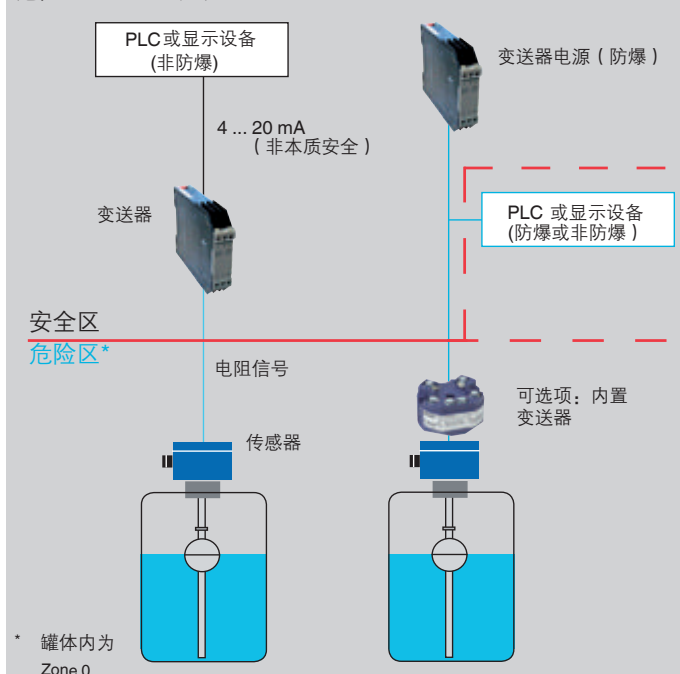 PLC或显示设备
(非防爆)
变送器电源（防爆）
4 ... 20 mA
（非本质安全）
变送器
PLC 或显示设备
(防爆或非防爆）
安全区
危险区*
电阻信号
可选项：内置
变送器
传感器
* 罐体内为
Zone 0